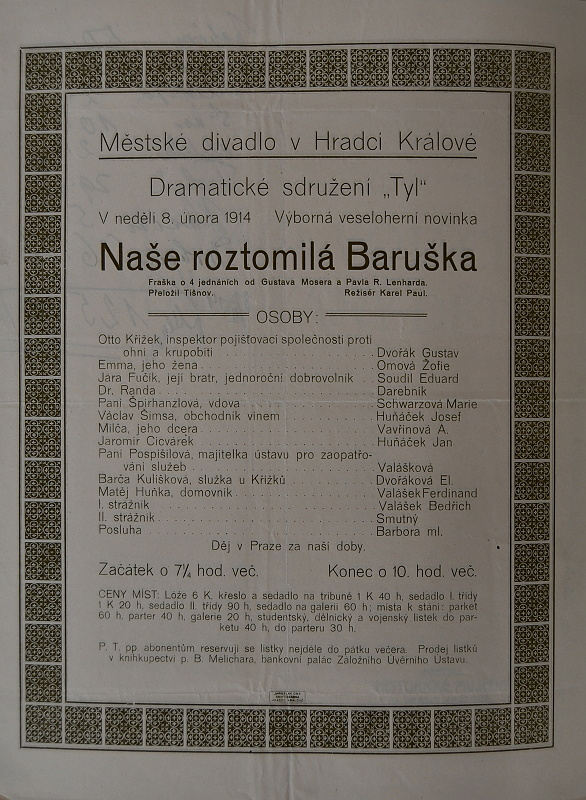 Městské divadlo v Hradci Králové
Dramatické sdružení „Tyl“
V neděli 8. února 1914 Výborná veseloherní novinka
Naše roztomilá Baruška
Fraška o 4 jednáních od Gustava Mosera a Pavla R. Lenharda.
Přeložil Tišnov. Režisér Karel Paul.
OSOBY:
Otto Křížek, inspektor pojišťovací společnosti proti
ohni a krupobití . . . . . . . . . . . . . . Dvořák Gustav
Emma, jeho žena . . . . . . . . . . . . . . Omová Žofie
Jára Fučík, její bratr, jednoroční dobrovolník . . Soudil Eduard
Dr. Randa . . . . . . . . . . . . . . Darebník
Paní Špirhanzlová, vdova . . . . . . . . . . Schwarzová Marie
Václav Šimsa, obchodník vínem . . . . . . . . Huňáček Josef
Milča, jeho dcera . . . . . . . . . . . . Vavřinová A.
Jaromír Cicvárek . . . . . . . . . . . . Huňáček Jan
Paní Pospíšilová, majitelka ústavu pro zaopatřo-
vání služeb . . . . . . . . . . . . . . Valášková
Barča Kulíšková, služka u Křížků . . . . . . . Dvořáková El.
Matěj Huňka, domovník . . . . . . . . . . Valášek Ferdinand
I. strážník . . . . . . . . . . . . . . Valášek Bedřich
II. strážník . . . . . . . . . . . . . . Smutný
Posluha . . . . . . . . . . . . . . Barbora ml.
Děj v Praze za naší doby.
Začátek o 7¼ hod. več. Konec o 10. hod. več.
CENY MÍST: Lože 6 K, křeslo a sedadlo na tribuně 1 K 40 h, sedadlo I. třídy
1 K 20 h, sedadlo II. třídy 90 h, sedadlo na galerii 60 h; místa k stání: parket
60 h, parter 40 h, galerie 20 h, studentský, dělnický a vojenský lístek do par-
ketu 40 h, do parteru 30 h.
P. T. pp. abonentům reservují se lístky nejdéle do pátku večera. Prodej lístků
v knihkupectví p. B. Melichara, bankovní palác Záložního Úvěrního Ústavu.